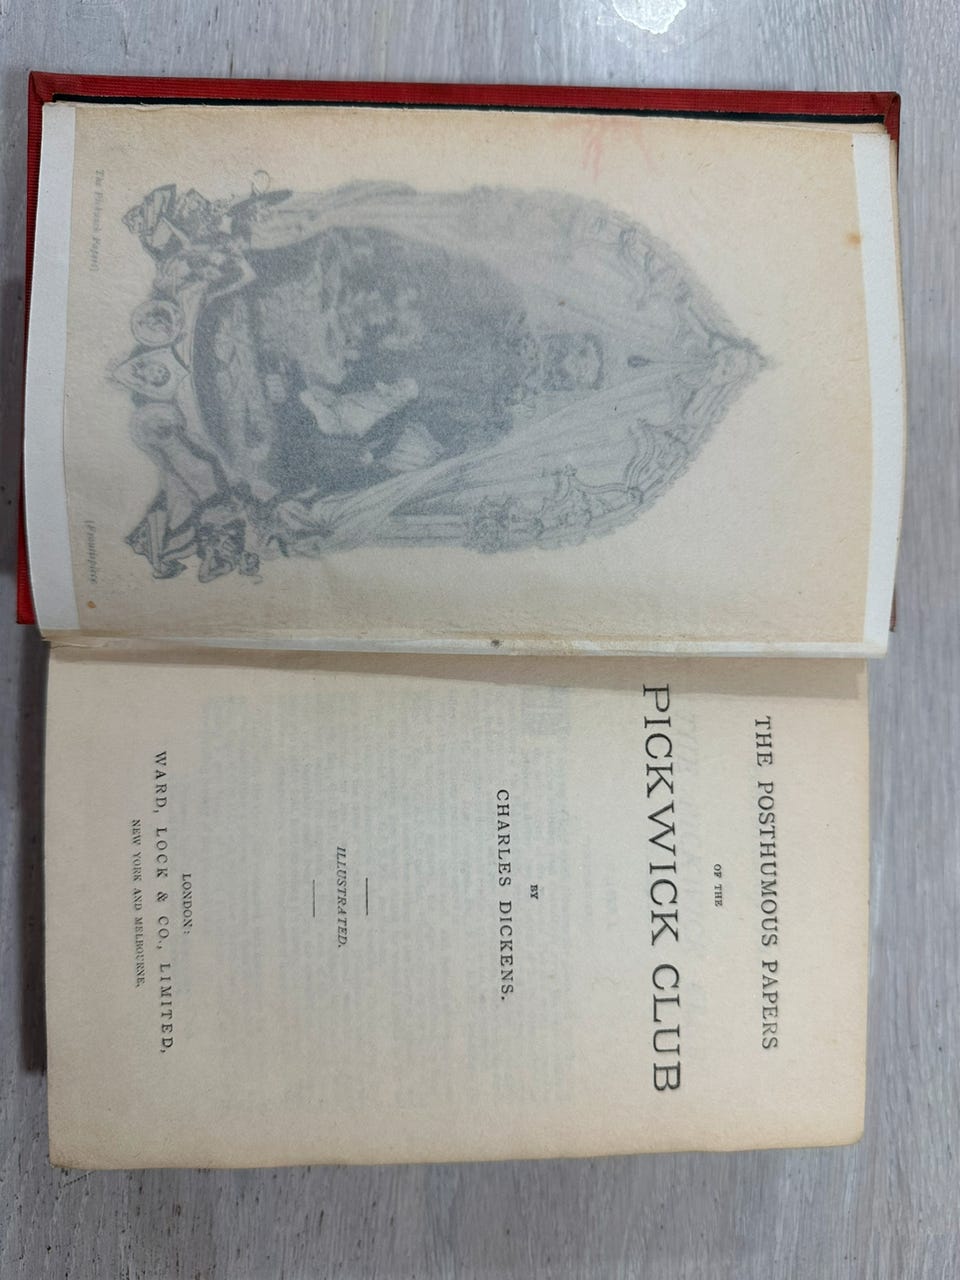 The Pickwick Papers]
[Frontispiece
THE POSTHUMOUS PAPERS
OF THE
PICKWICK CLUB
BY
CHARLES DICKENS.
ILLUSTRATED.
LONDON:
WARD, LOCK & CO., LIMITED,
NEW YORK AND MELBOURNE.